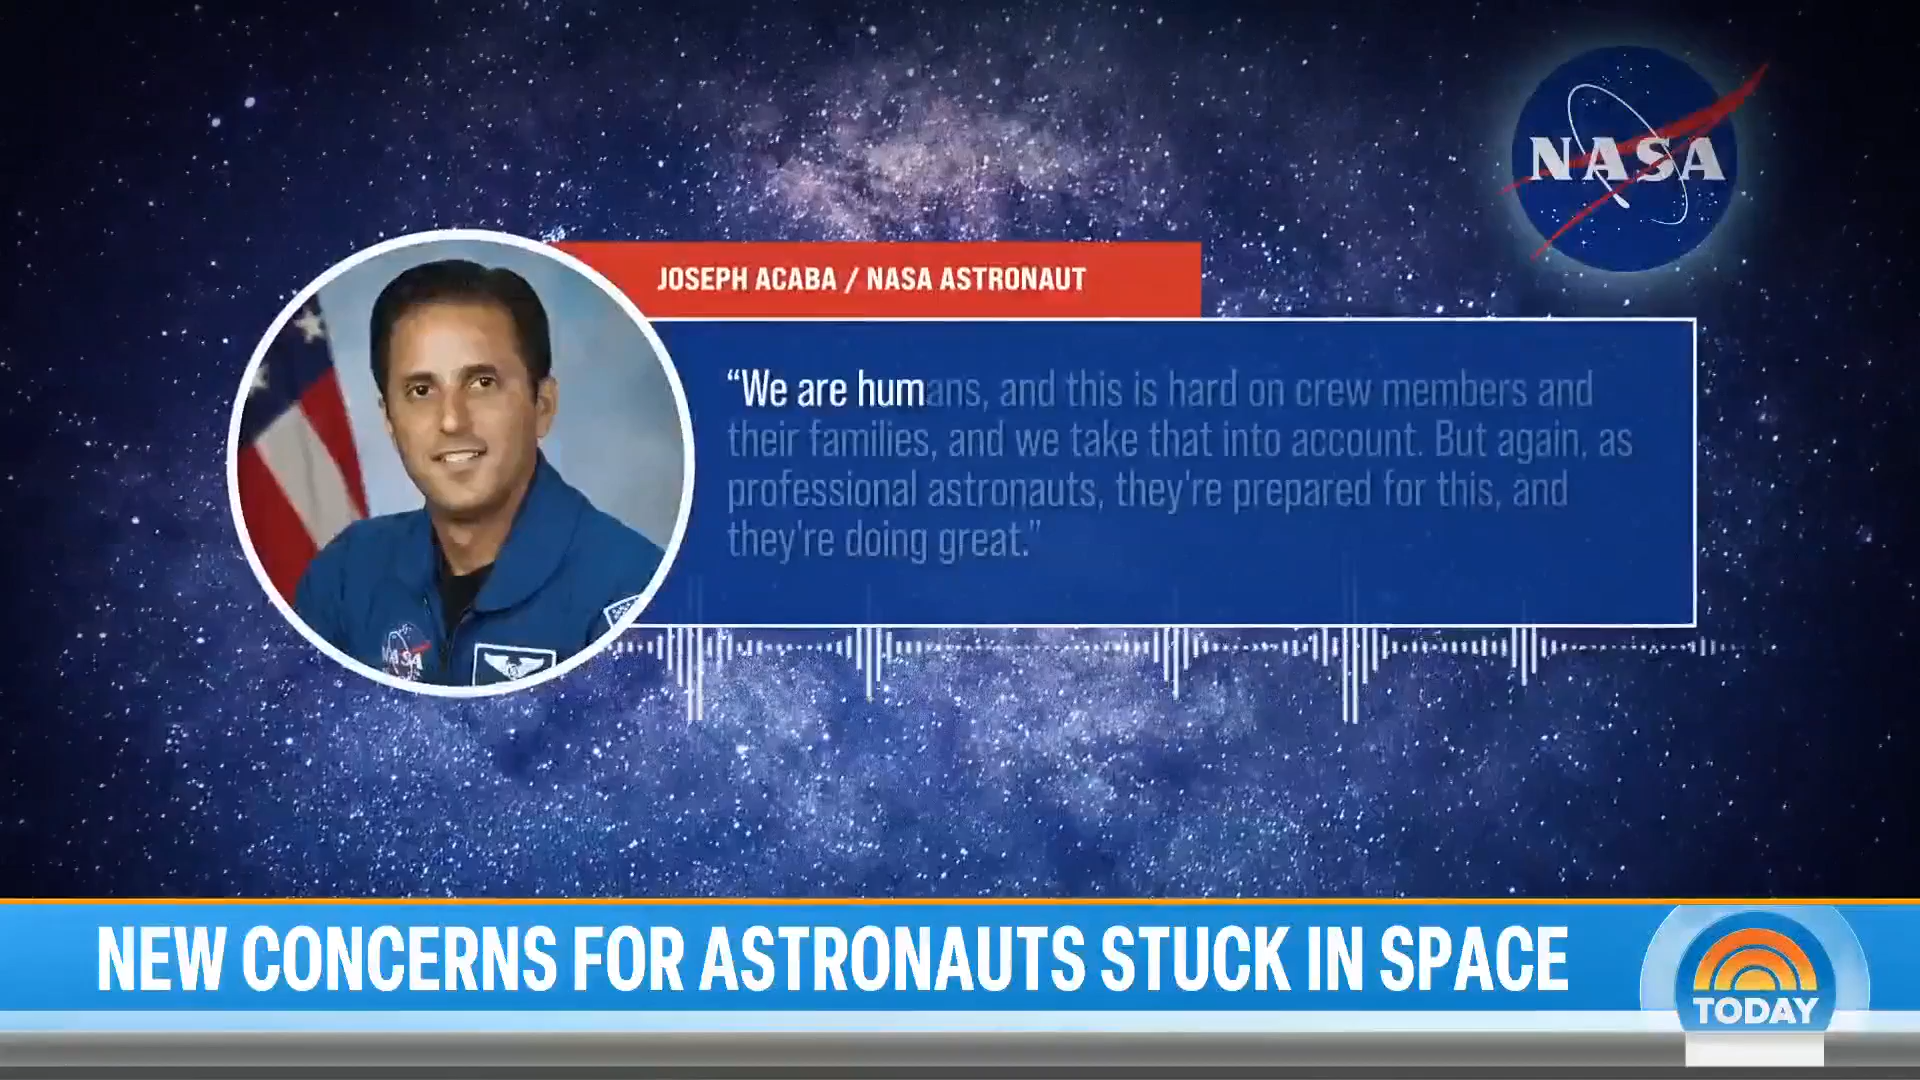 NASA
JOSEPH ACABA / NASA ASTRONAUT
“We are humans, and this is hard on crew members and
their families, and we take that into account. But again, as
professional astronauts, they're prepared for this, and
they're doing great.”
NASA
NEW CONCERNS FOR ASTRONAUTS STUCK IN SPACE
TODAY